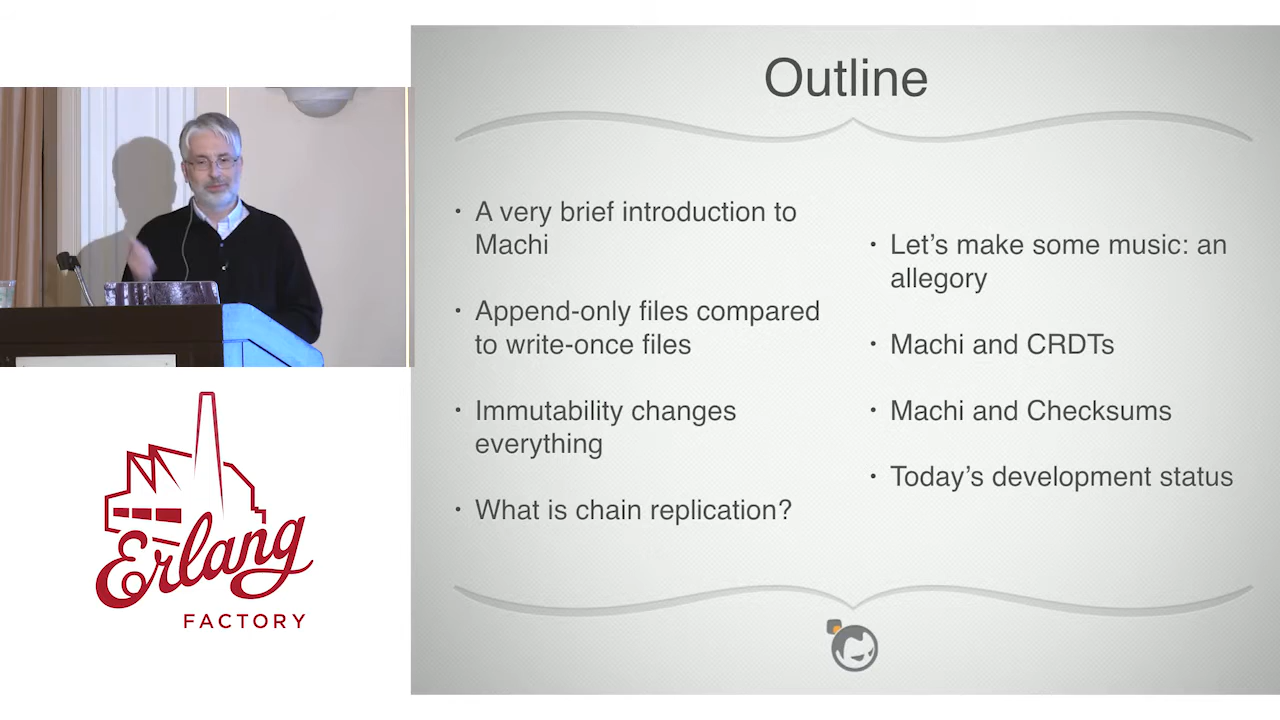 Outline
• A very brief introduction to
Machi
• Append-only files compared
to write-once files
• Immutability changes
everything
• What is chain replication?
• Let's make some music: an
allegory
• Machi and CRDTs
• Machi and Checksums
• Today's development status
Erlang
FACTORY